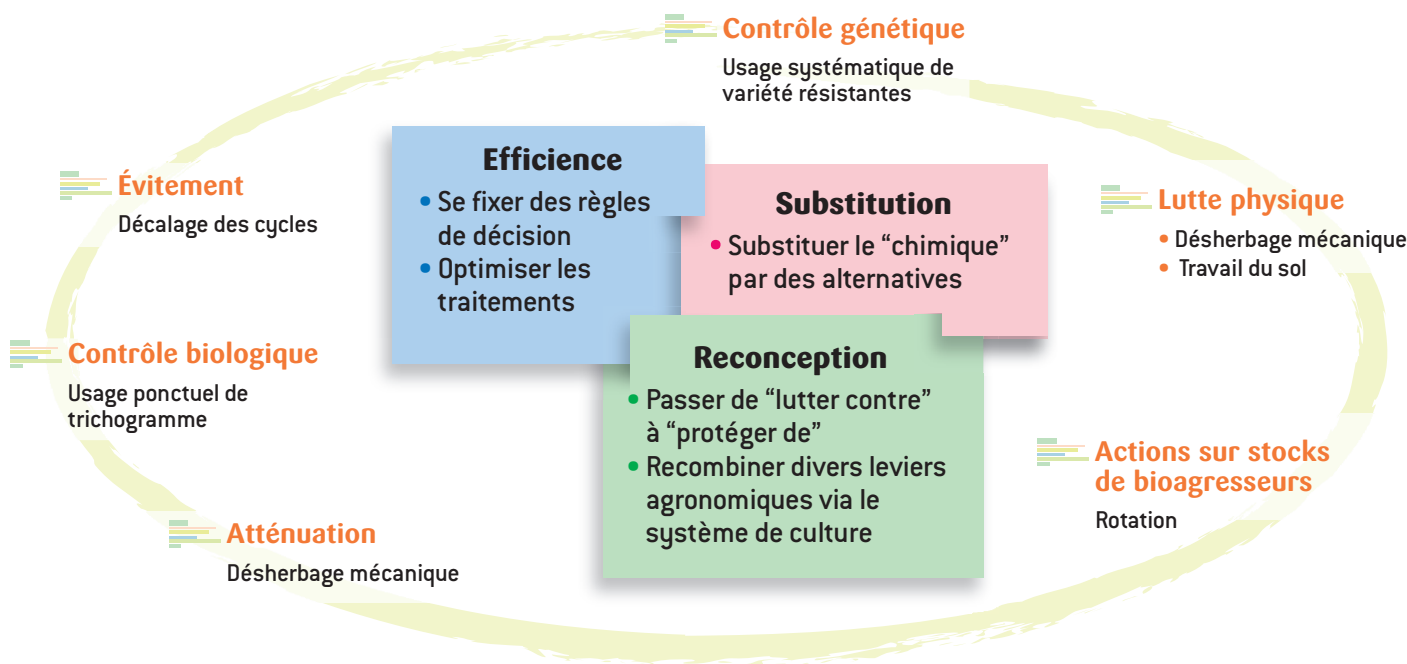 Contrôle génétique
Usage systématique de
variété résistantes
Efficience
• Se fixer des règles
de décision
• Optimiser les
traitements
Substitution
• Substituer le “chimique”
par des alternatives
Reconception
• Passer de “lutter contre”
à “protéger de”
• Recombiner divers leviers
agronomiques via le
système de culture
Évitement
Décalage des cycles
Lutte physique
• Désherbage mécanique
• Travail du sol
Contrôle biologique
Usage ponctuel de
trichogramme
Actions sur stocks
de bioagresseurs
Rotation
Atténuation
Désherbage mécanique